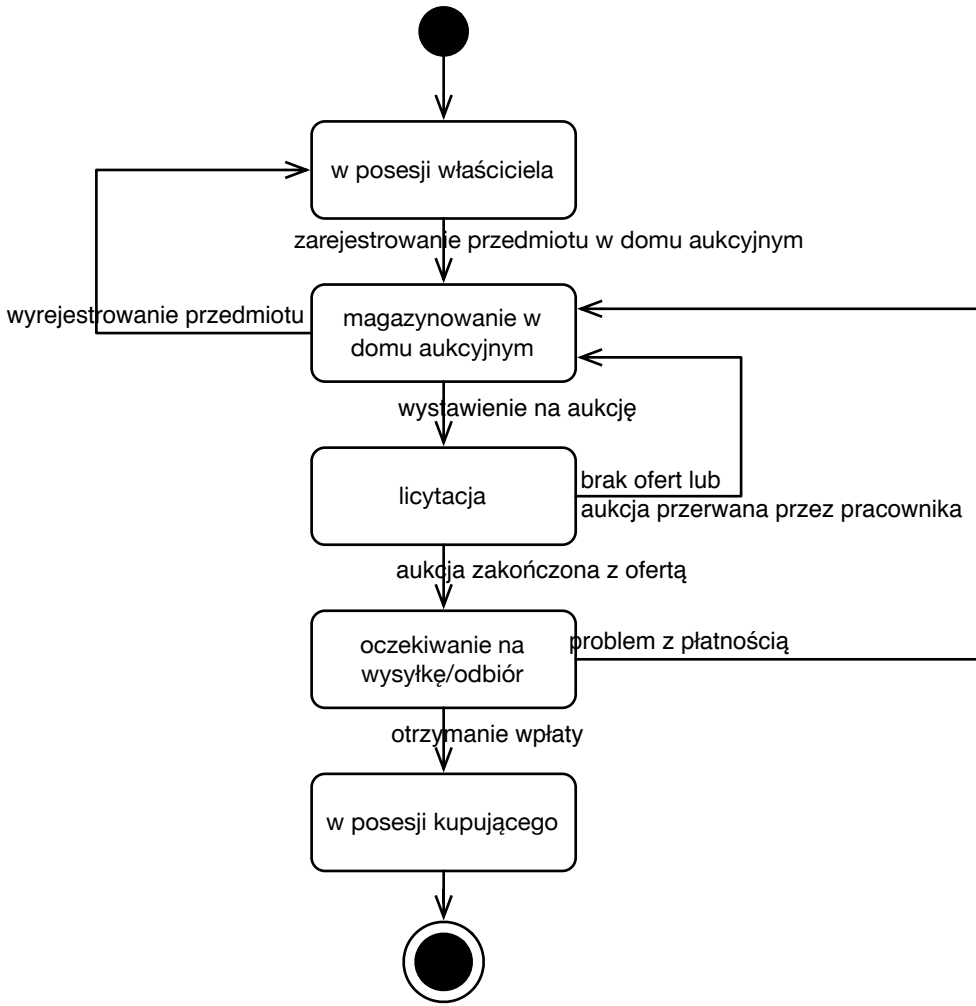 w posesji właściciela
zarejestrowanie przedmiotu w domu aukcyjnym
wyrejestrowanie przedmiotu
magazynowanie w
domu aukcyjnym
wystawienie na aukcję
licytacja
brak ofert lub
aukcja przerwana przez pracownika
aukcja zakończona z ofertą
oczekiwanie na
wysyłkę/odbiór
problem z płatnością
otrzymanie wpłaty
w posesji kupującego